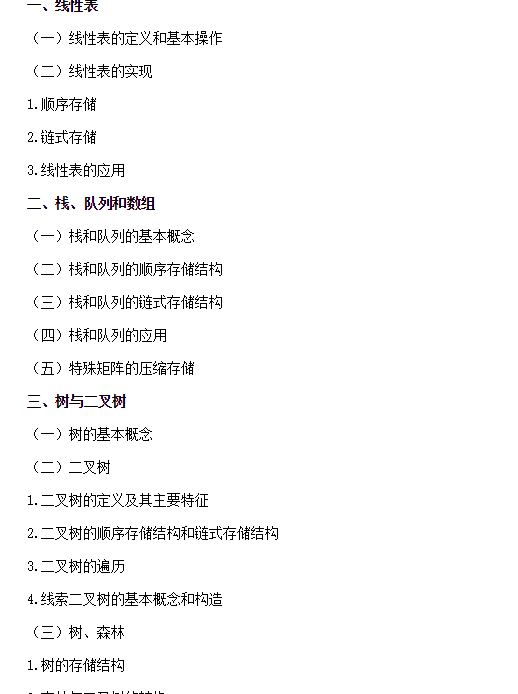 一、线性表
（一）线性表的定义和基本操作
（二）线性表的实现
1.顺序存储
2.链式存储
3.线性表的应用
二、栈、队列和数组
（一）栈和队列的基本概念
（二）栈和队列的顺序存储结构
（三）栈和队列的链式存储结构
（四）栈和队列的应用
（五）特殊矩阵的压缩存储
三、树与二叉树
（一）树的基本概念
（二）二叉树
1.二叉树的定义及其主要特征
2.二叉树的顺序存储结构和链式存储结构
3.二叉树的遍历
4.线索二叉树的基本概念和构造
（三）树、森林
1.树的存储结构